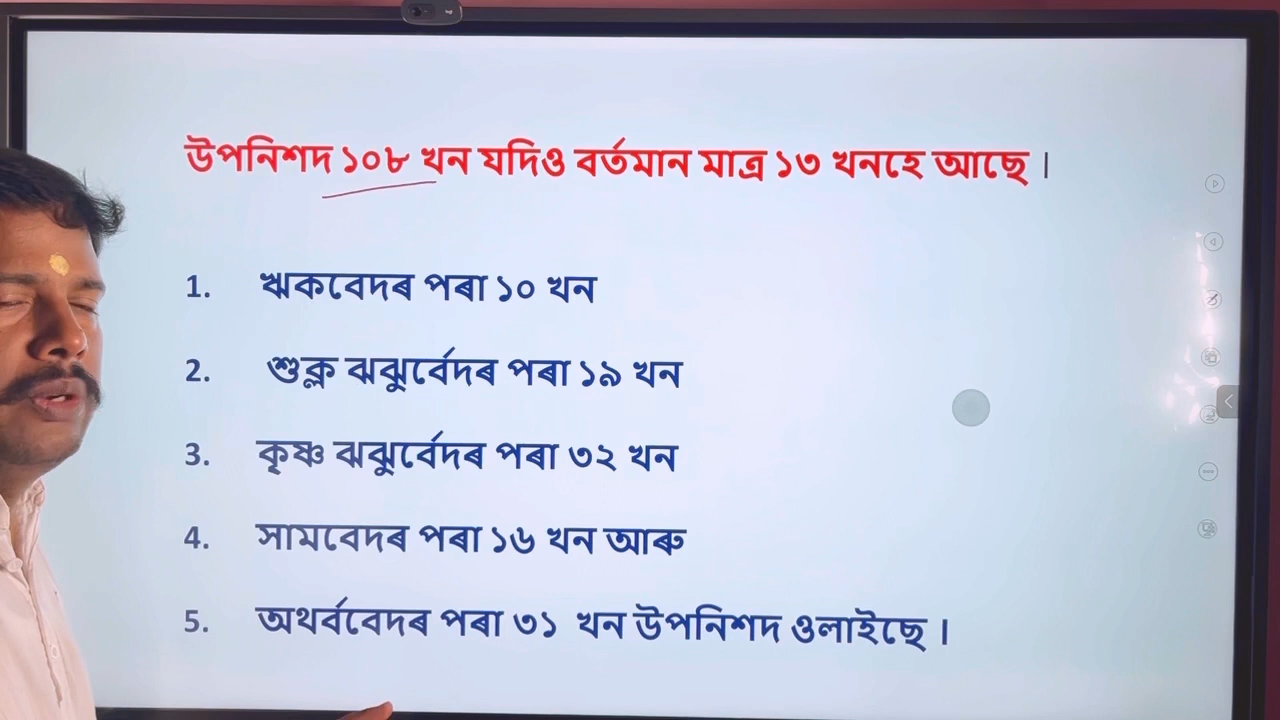 উপনিশদ ১০৮ খন যদিও বৰ্তমান মাত্ৰ ১৩ খনহে আছে ।
1. ঋকবেদৰ পৰা ১০ খন
2. শুক্ল ঝঝুৰ্বেদৰ পৰা ১৯ খন
3. কৃষ্ণ ঝঝুৰ্বেদৰ পৰা ৩২ খন
4. সামবেদৰ পৰা ১৬ খন আৰু
5. অথৰ্ববেদৰ পৰা ৩১ খন উপনিশদ ওলাইছে ।